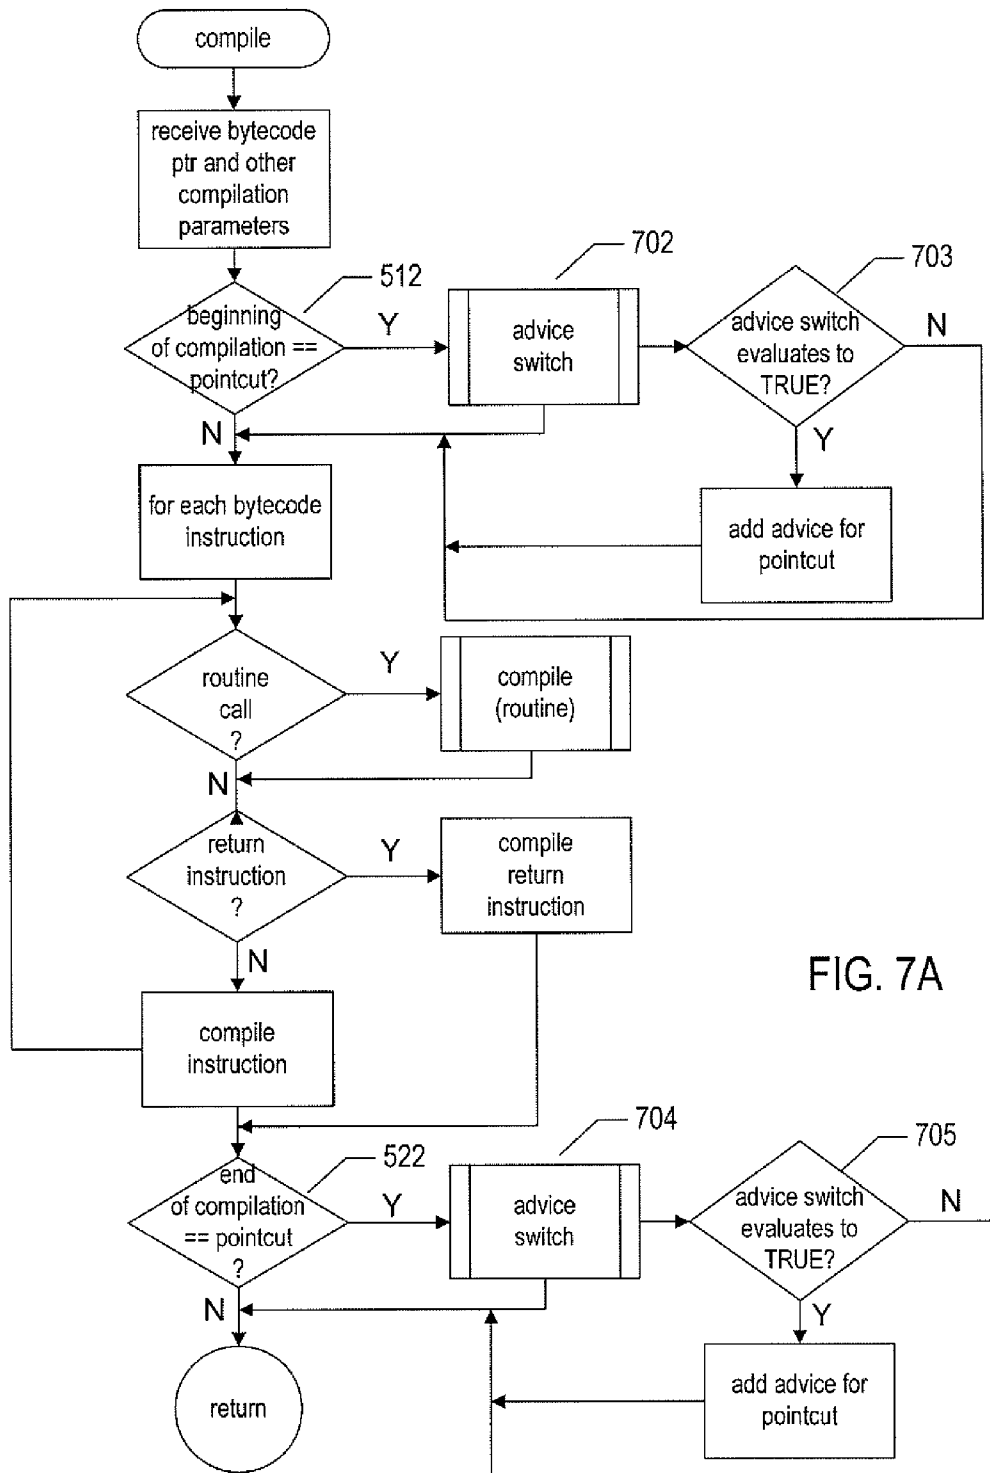 compile
receive bytecode
ptr and other
compilation
parameters
512
beginning
of compilation ==
pointcut?
Y
N
702
advice
switch
703
advice switch
evaluates to
TRUE?
N
Y
add advice for
pointcut
for each bytecode
instruction
routine
call
?
Y
N
compile
(routine)
return
instruction
?
Y
N
compile
return
instruction
FIG. 7A
compile
instruction
522
end
of compilation
== pointcut
?
Y
N
704
advice
switch
705
advice switch
evaluates to
TRUE?
N
Y
add advice for
pointcut
return